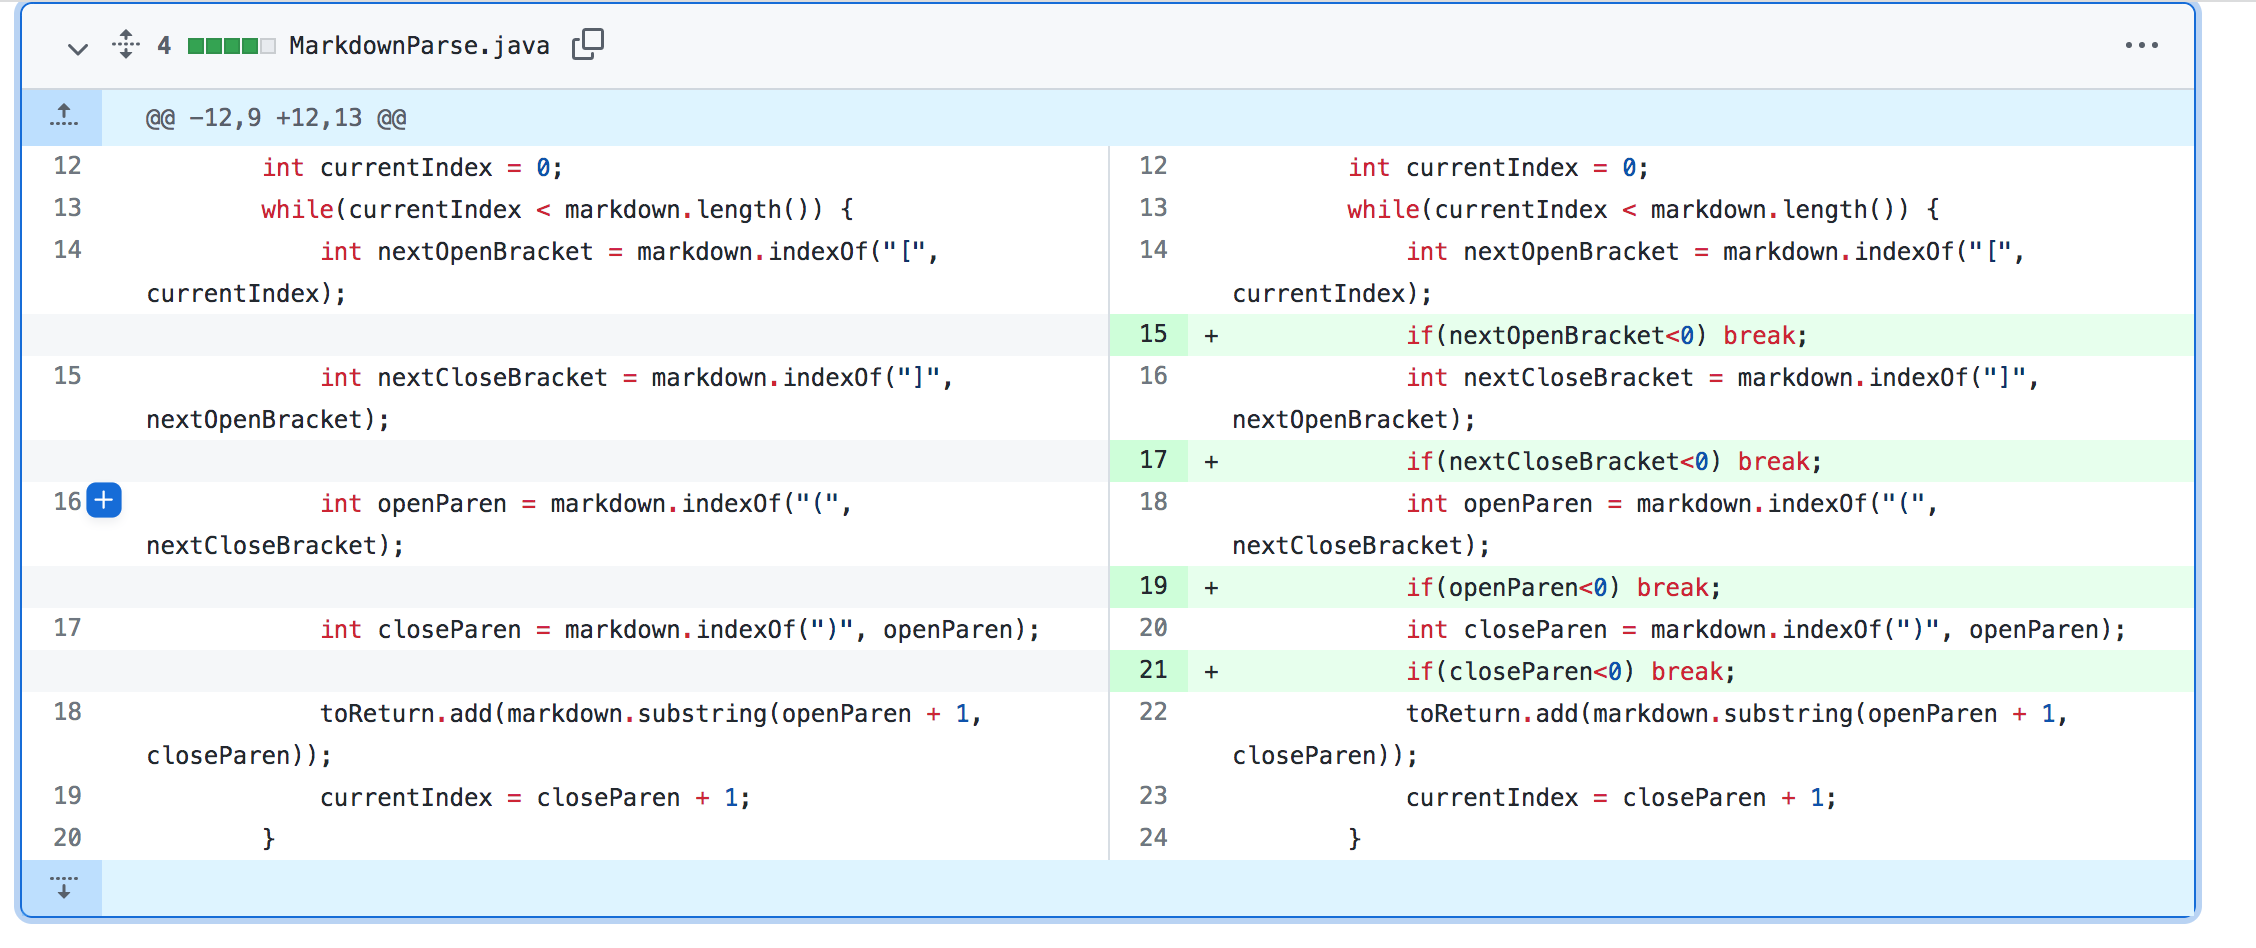 4 MarkdownParse.java
@@ -12,9 +12,13 @@
12 int currentIndex = 0;
13 while(currentIndex < markdown.length()) {
14 int nextOpenBracket = markdown.indexOf("[",
currentIndex);
15 int nextCloseBracket = markdown.indexOf("]",
nextOpenBracket);
16 int openParen = markdown.indexOf("(",
nextCloseBracket);
17 int closeParen = markdown.indexOf(")", openParen);
18 toReturn.add(markdown.substring(openParen + 1,
closeParen));
19 currentIndex = closeParen + 1;
20 }
12 int currentIndex = 0;
13 while(currentIndex < markdown.length()) {
14 int nextOpenBracket = markdown.indexOf("[",
currentIndex);
15 + if(nextOpenBracket<0) break;
16 int nextCloseBracket = markdown.indexOf("]",
nextOpenBracket);
17 + if(nextCloseBracket<0) break;
18 int openParen = markdown.indexOf("(",
nextCloseBracket);
19 + if(openParen<0) break;
20 int closeParen = markdown.indexOf(")", openParen);
21 + if(closeParen<0) break;
22 toReturn.add(markdown.substring(openParen + 1,
closeParen));
23 currentIndex = closeParen + 1;
24 }